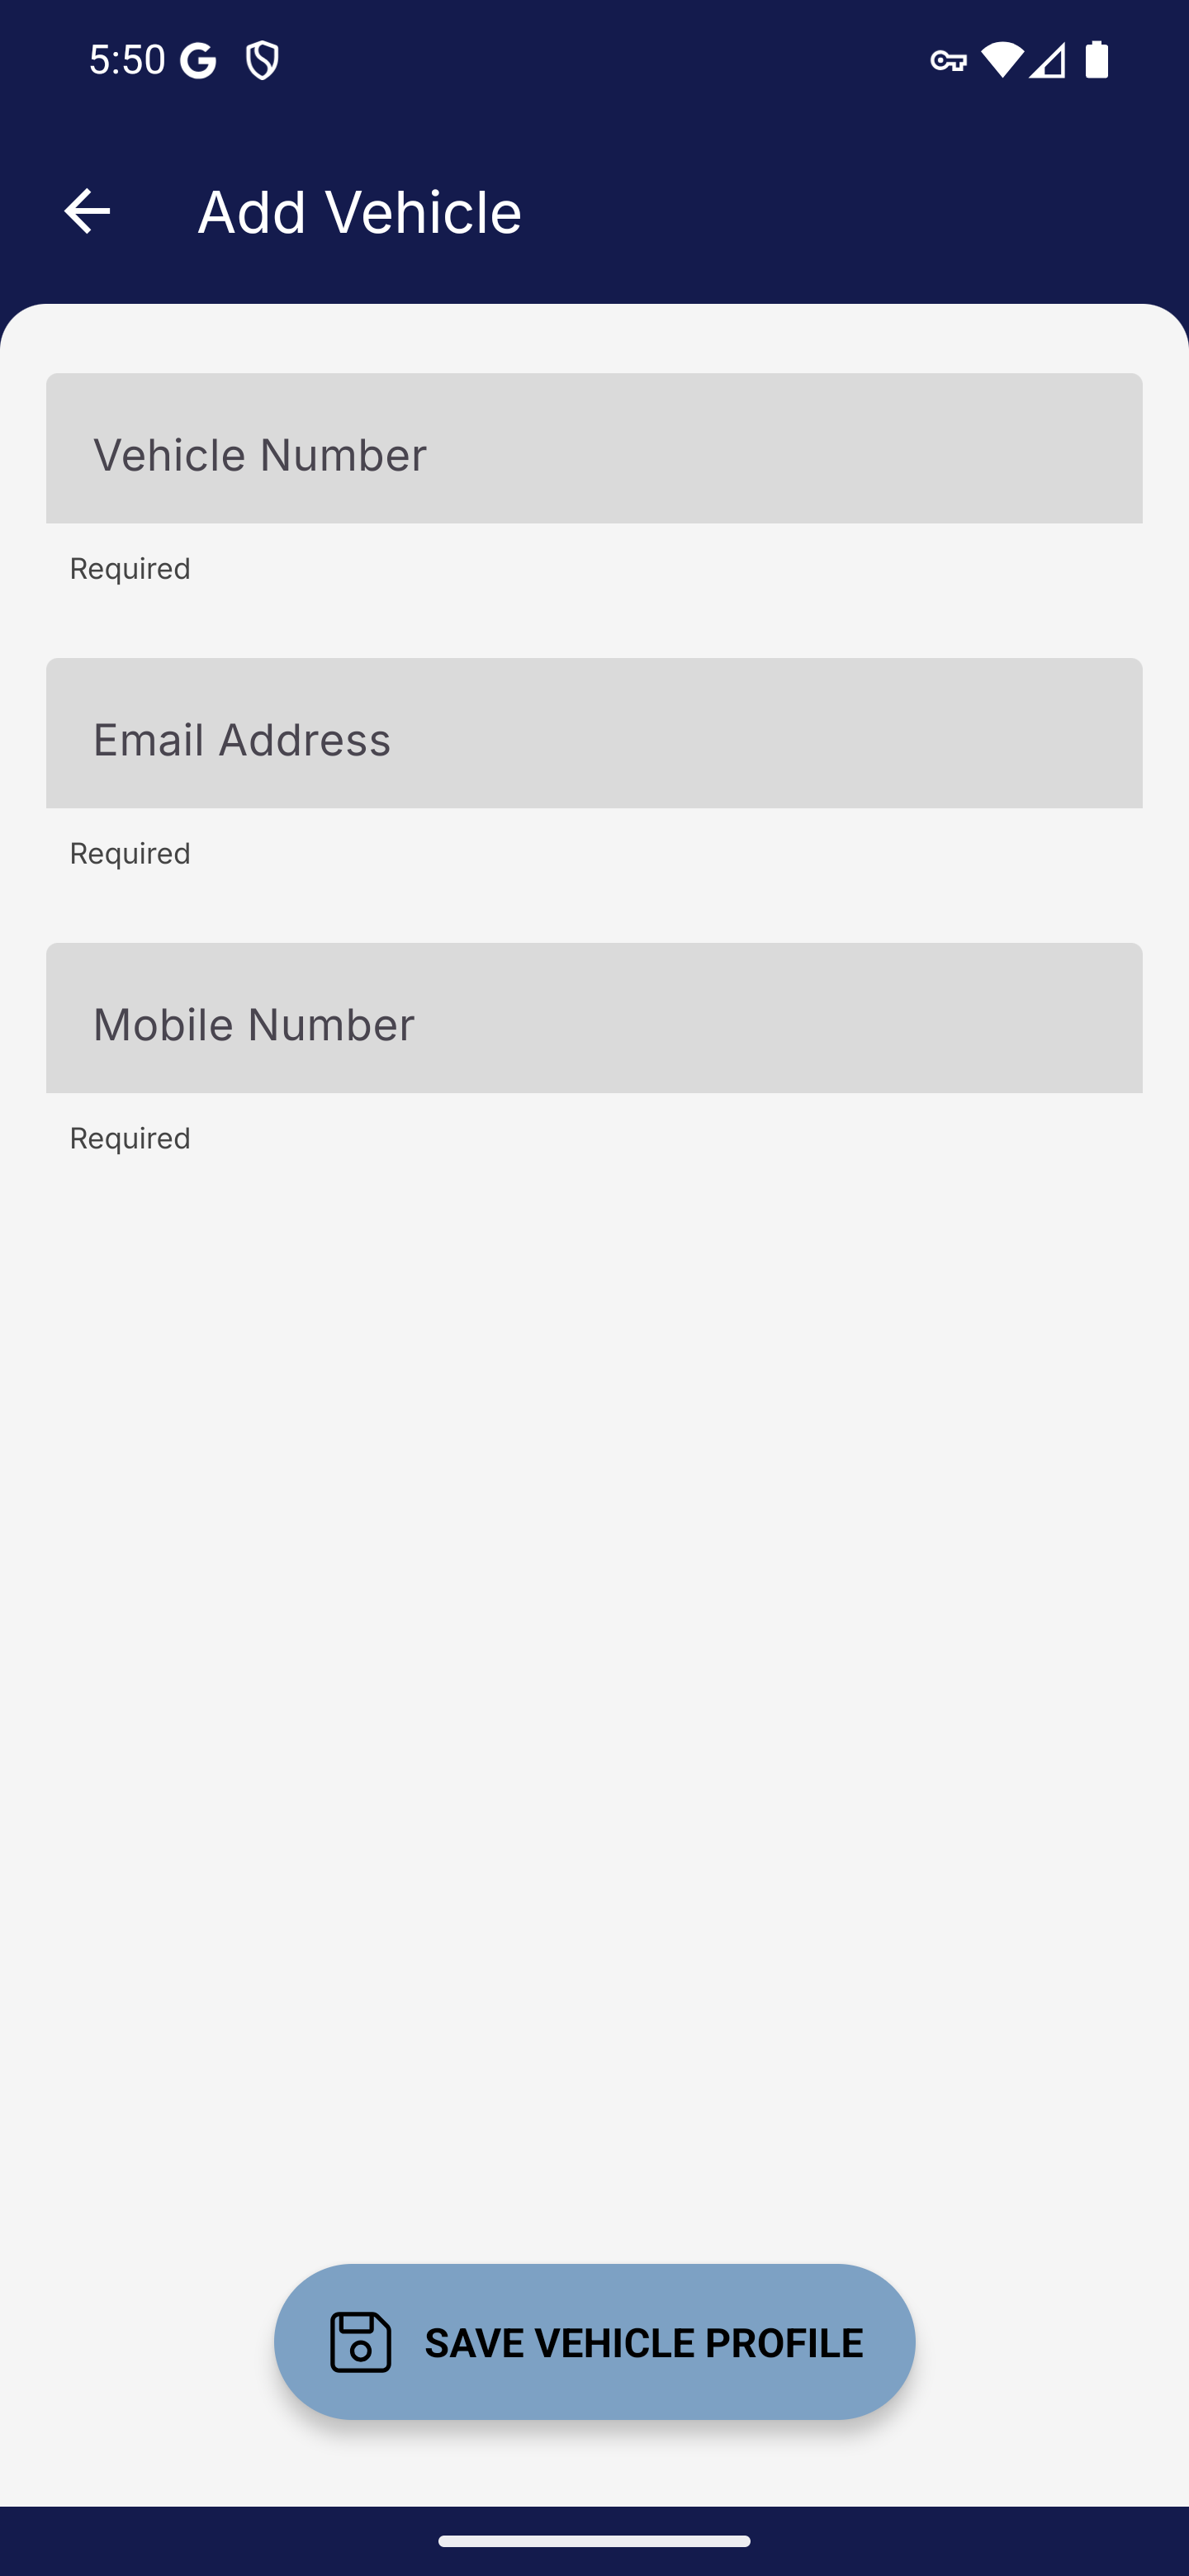 5:50
Add Vehicle
Vehicle Number
Required
Email Address
Required
Mobile Number
Required
SAVE VEHICLE PROFILE